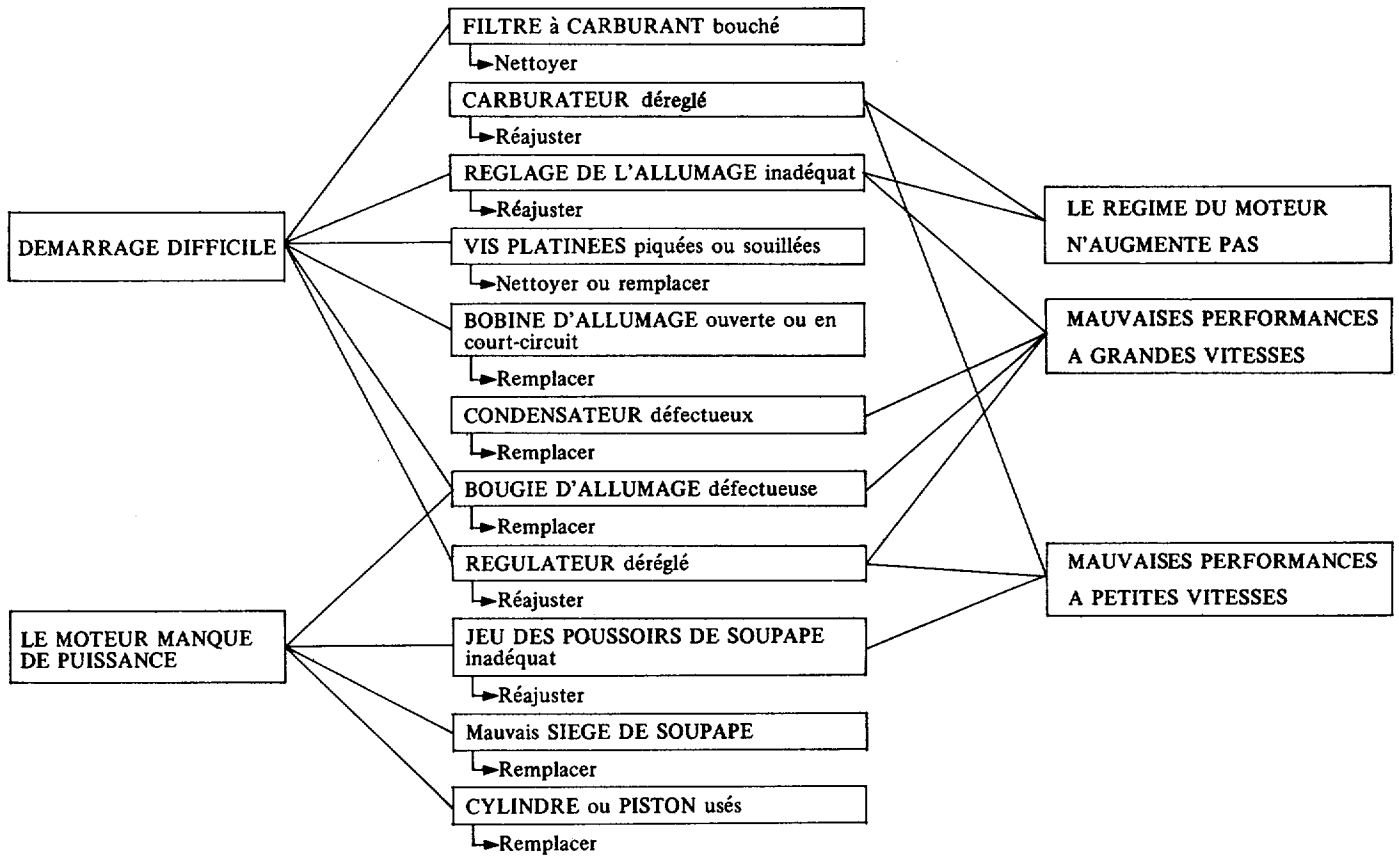 FILTRE à CARBURANT bouché
Nettoyer
CARBURATEUR déreglé
Réajuster
REGLAGE DE L'ALLUMAGE inadéquat
Réajuster
VIS PLATINEES piquées ou souillées
Nettoyer ou remplacer
BOBINE D'ALLUMAGE ouverte ou en
court-circuit
Remplacer
CONDENSATEUR défectueux
Remplacer
BOUGIE D'ALLUMAGE défectueuse
Remplacer
REGULATEUR déréglé
Réajuster
JEU DES POUSSOIRS DE SOUPAPE
inadéquat
Réajuster
Mauvais SIEGE DE SOUPAPE
Remplacer
CYLINDRE ou PISTON usés
Remplacer
DEMARRAGE DIFFICILE
LE MOTEUR MANQUE
DE PUISSANCE
LE REGIME DU MOTEUR
N'AUGMENTE PAS
MAUVAISES PERFORMANCES
A GRANDES VITESSES
MAUVAISES PERFORMANCES
A PETITES VITESSES